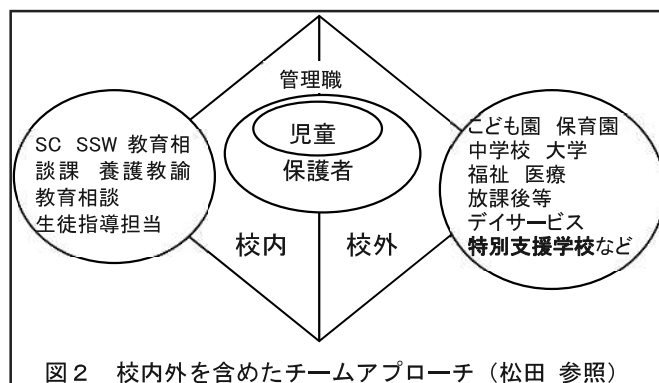 管理職
児童
保護者
SC SSW 教育相
談課 養護教諭
教育相談
生徒指導担当
校内 校外
こども園 保育園
中学校 大学
福祉 医療
放課後等
デイサービス
特別支援学校など
図2 校内外を含めたチームアプローチ（松田 参照）